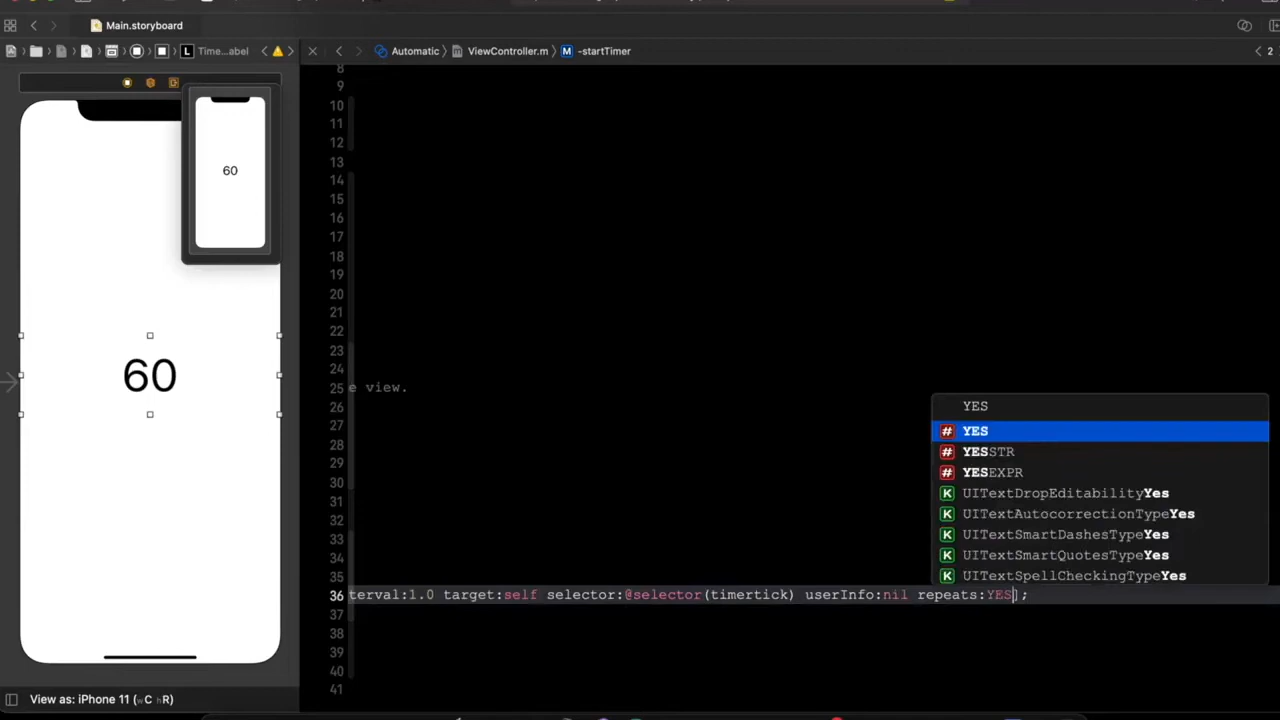 Main.storyboard
L Time...abel
Automatic ViewController.m M -startTimer 2
60
60
8
9
10
11
12
13
14
15
16
17
18
19
20
21
22
23
24
25 e view.
26
27
28
29
30
31
32
33
34
35
36 terval:1.0 target:self selector:@selector(timertick) userInfo:nil repeats:YES];
37
38
39
40
41
YES
# YES
# YESSTR
# YESEXPR
K UITextDropEditabilityYes
K UITextAutocorrectionTypeYes
K UITextSmartDashesTypeYes
K UITextSmartQuotesTypeYes
K UITextSpellCheckingTypeYes
View as: iPhone 11 (wC hR)